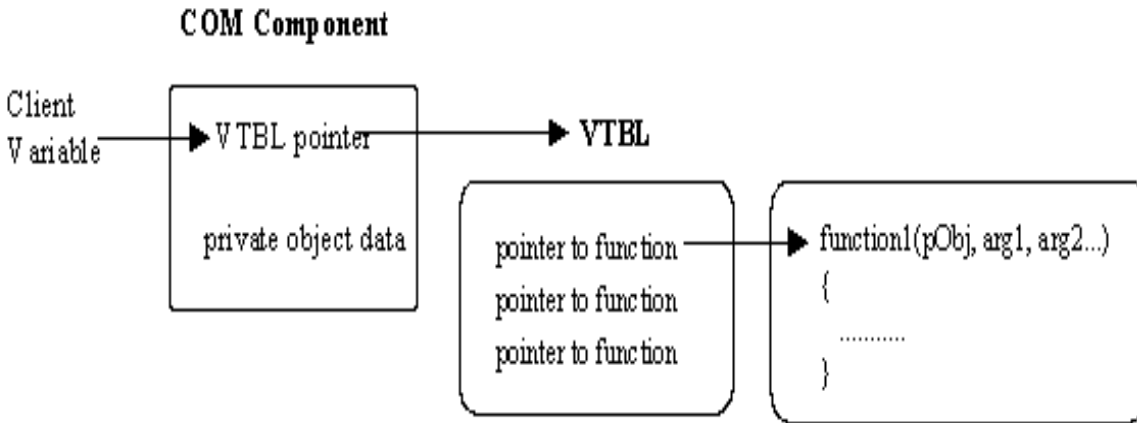 COM Component
Client
Variable
VTBL pointer
private object data
VTBL
pointer to function
pointer to function
pointer to function
function1(pObj, arg1, arg2...)
{
...........
}